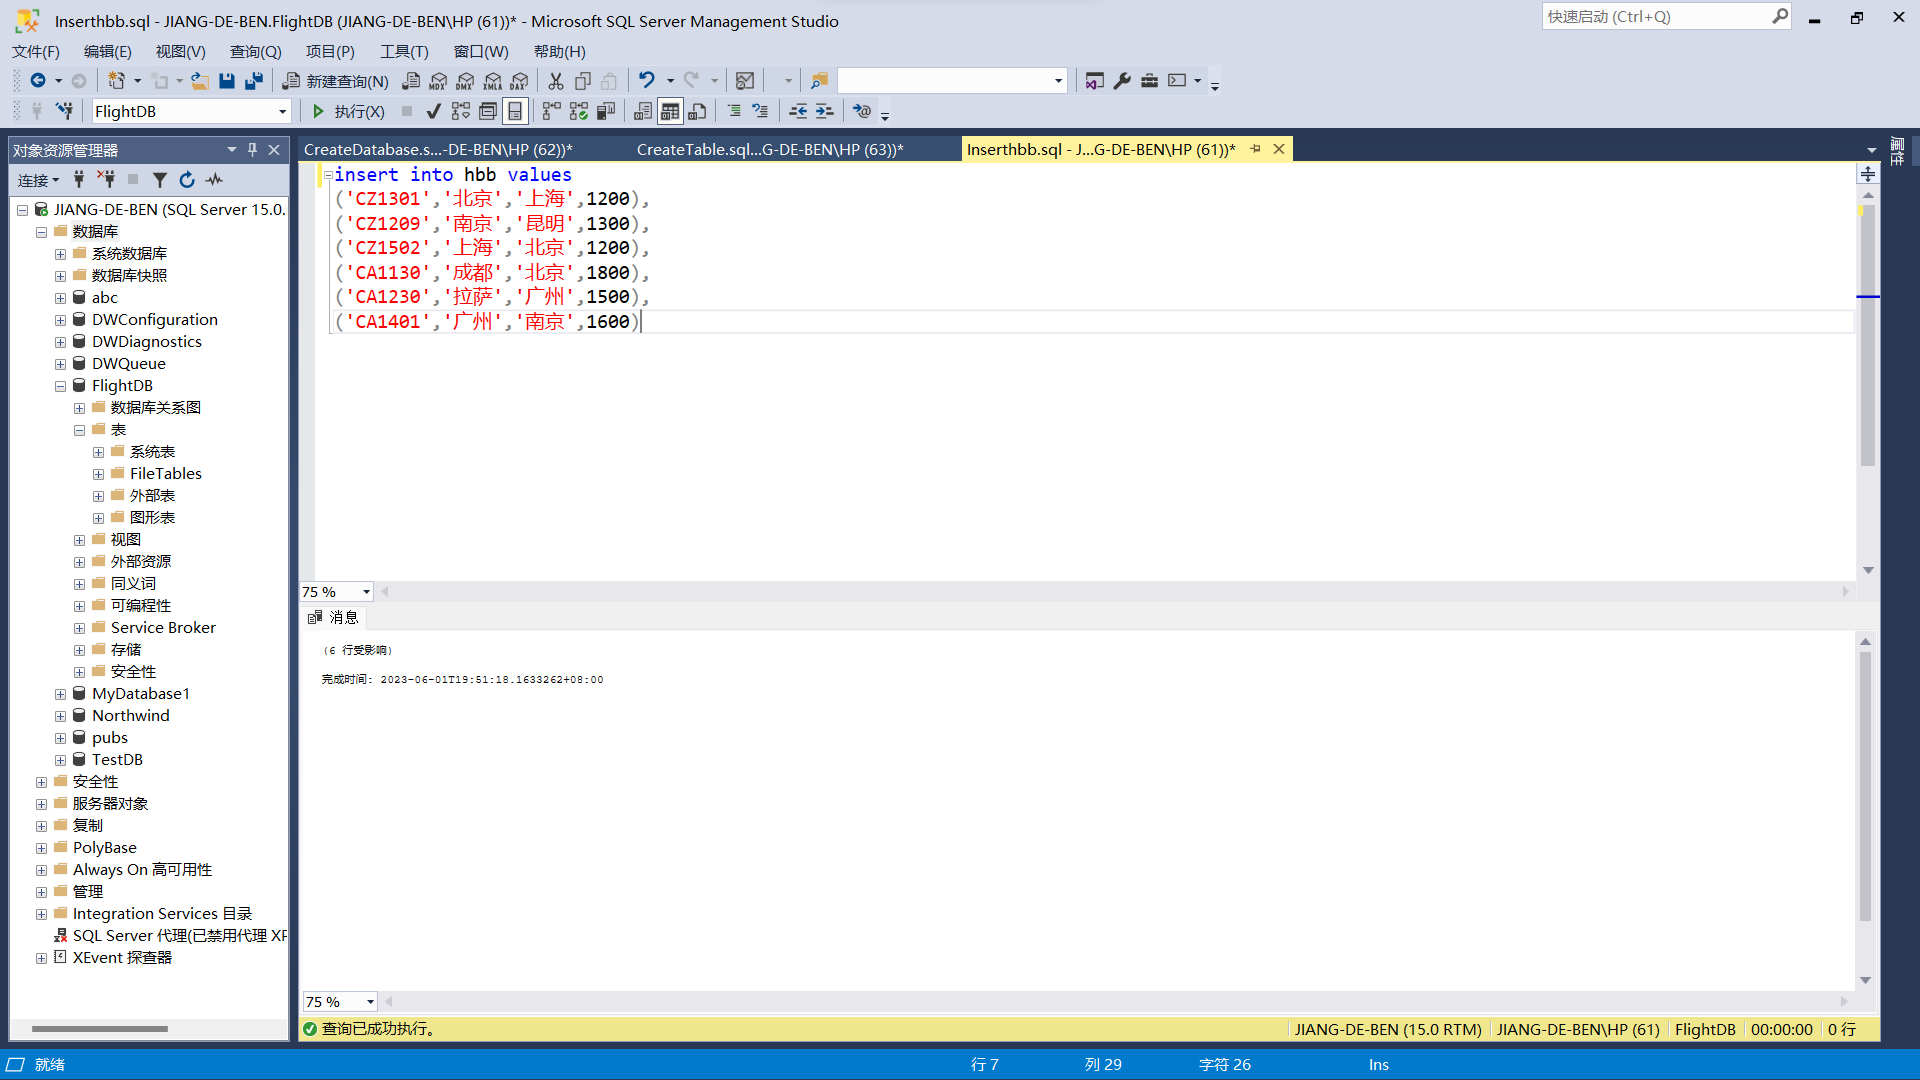 Inserthbb.sql - JIANG-DE-BEN.FlightDB (JIANG-DE-BEN\HP (61))* - Microsoft SQL Server Management Studio
快速启动 (Ctrl+Q)
文件(F) 编辑(E) 视图(V) 查询(Q) 项目(P) 工具(T) 窗口(W) 帮助(H)
新建查询(N) MDX DMX XMLA DAX
FlightDB 执行(X)
对象资源管理器
连接
JIANG-DE-BEN (SQL Server 15.0.
数据库
系统数据库
数据库快照
abc
DWConfiguration
DWDiagnostics
DWQueue
FlightDB
数据库关系图
表
系统表
FileTables
外部表
图形表
视图
外部资源
同义词
可编程性
Service Broker
存储
安全性
MyDatabase1
Northwind
pubs
TestDB
安全性
服务器对象
复制
PolyBase
Always On 高可用性
管理
Integration Services 目录
SQL Server 代理(已禁用代理 XP
XEvent 探查器
CreateDatabase.s...-DE-BEN\HP (62))* CreateTable.sql...G-DE-BEN\HP (63))* Inserthbb.sql - J...G-DE-BEN\HP (61))*
insert into hbb values
('CZ1301','北京','上海',1200),
('CZ1209','南京','昆明',1300),
('CZ1502','上海','北京',1200),
('CA1130','成都','北京',1800),
('CA1230','拉萨','广州',1500),
('CA1401','广州','南京',1600)
75 %
消息
(6 行受影响)
完成时间: 2023-06-01T19:51:18.1633262+08:00
75 %
查询已成功执行。 JIANG-DE-BEN (15.0 RTM) JIANG-DE-BEN\HP (61) FlightDB 00:00:00 0 行
属性
就绪 行 7 列 29 字符 26 Ins